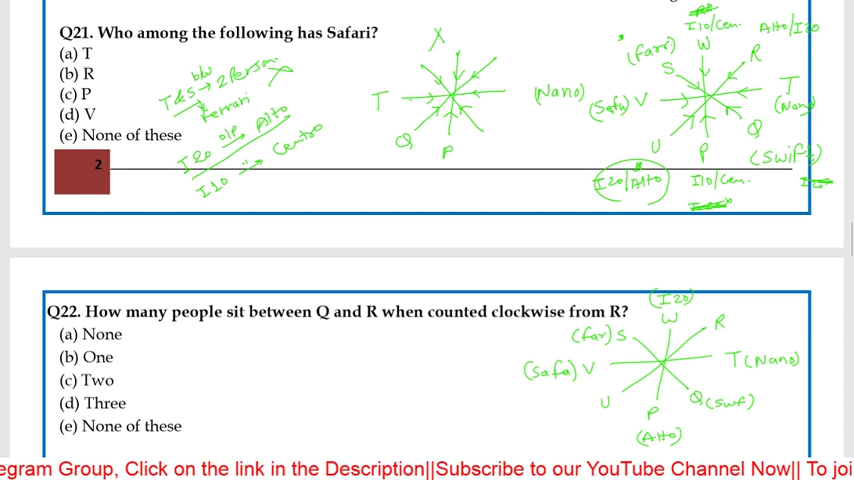 Q21. Who among the following has Safari?
(a) T
(b) R
(c) P
(d) V
(e) None of these
T & S → 2 Person
b/w
Ferrari
I20 o/p → Alto
I10 " → Centro
X
T
Q
P
I10/Cen.
Alto/I20
(Farr)
W
R
S
(Nano)
T
(Safa) V
(Nano)
Q
U
P
(Swift)
I20/Alto
I10/Cen.
2
Q22. How many people sit between Q and R when counted clockwise from R?
(a) None
(b) One
(c) Two
(d) Three
(e) None of these
(I20)
W
R
(far) S
(Safa) V
T (Nano)
U
P
Q (Swf)
(Alto)
egram Group, Click on the link in the Description||Subscribe to our YouTube Channel Now|| To joi